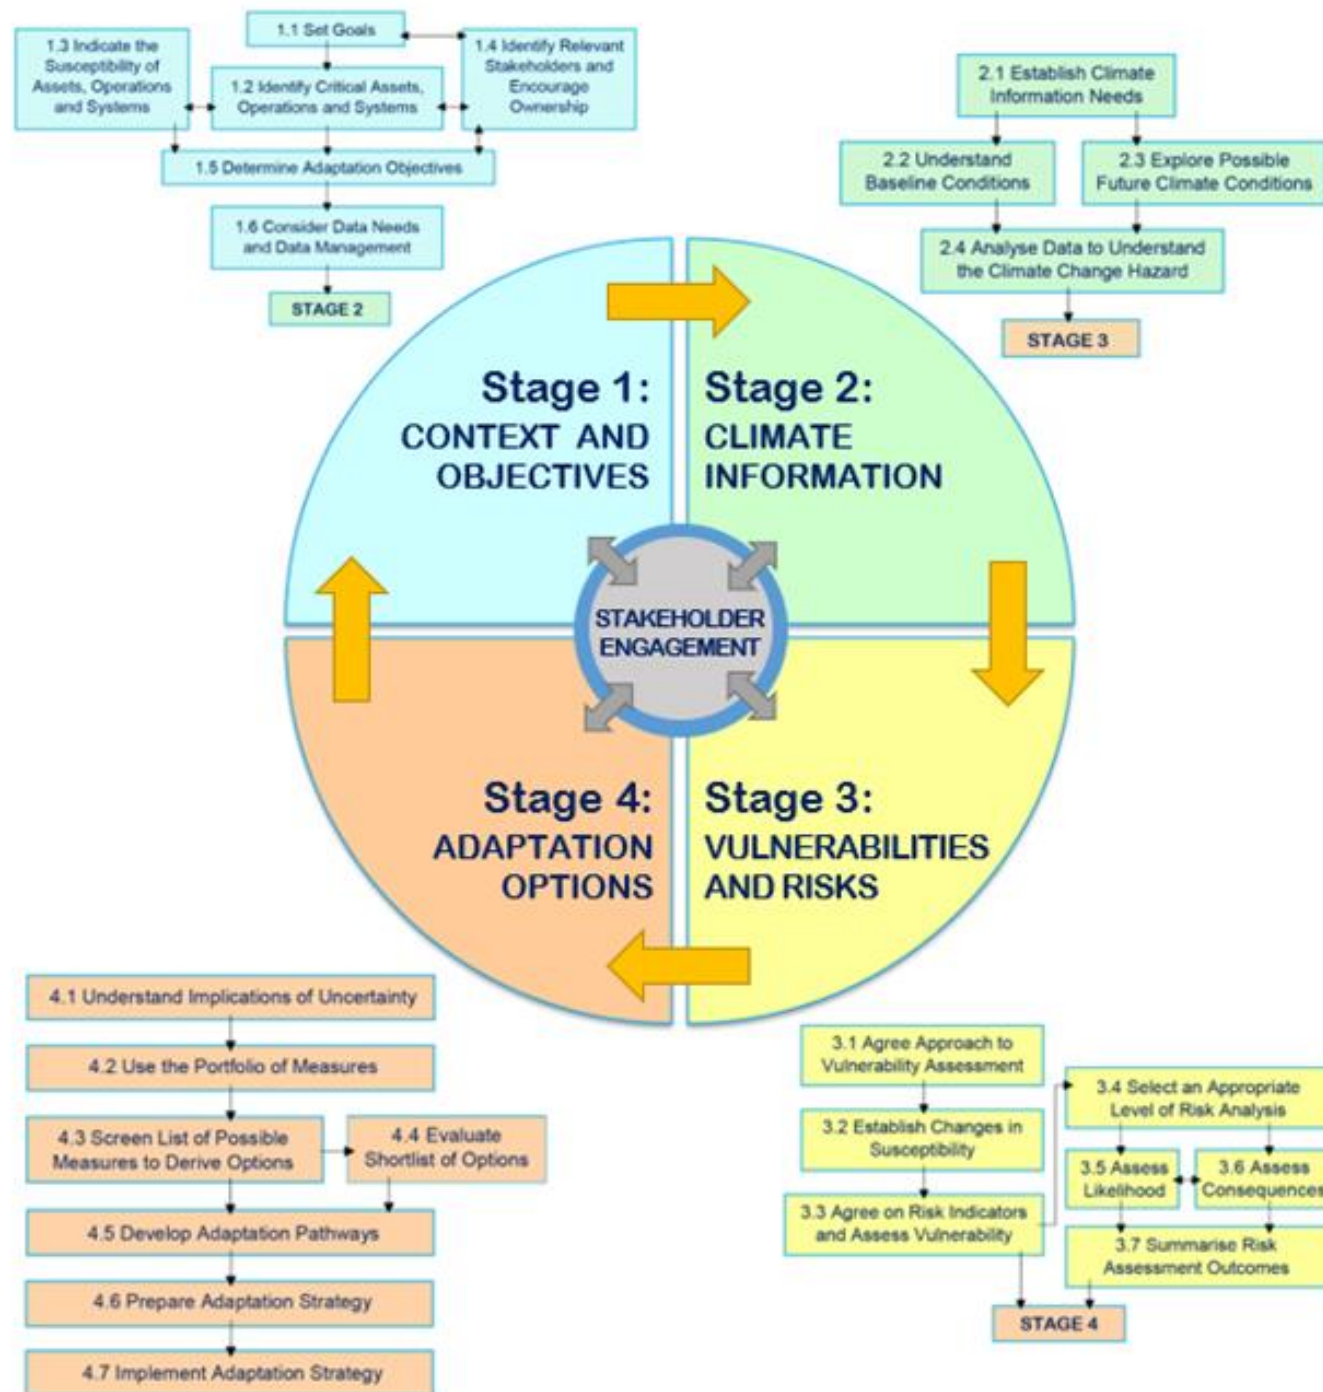 1.1 Set Goals
1.3 Indicate the
Susceptibility of
Assets, Operations
and Systems
1.2 Identify Critical Assets,
Operations and Systems
1.4 Identify Relevant
Stakeholders and
Encourage
Ownership
1.5 Determine Adaptation Objectives
1.6 Consider Data Needs
and Data Management
STAGE 2
2.1 Establish Climate
Information Needs
2.2 Understand
Baseline Conditions
2.3 Explore Possible
Future Climate Conditions
2.4 Analyse Data to Understand
the Climate Change Hazard
STAGE 3
Stage 1:
CONTEXT AND
OBJECTIVES
Stage 2:
CLIMATE
INFORMATION
STAKEHOLDER
ENGAGEMENT
Stage 4:
ADAPTATION
OPTIONS
Stage 3:
VULNERABILITIES
AND RISKS
4.1 Understand Implications of Uncertainty
4.2 Use the Portfolio of Measures
4.3 Screen List of Possible
Measures to Derive Options
4.4 Evaluate
Shortlist of Options
4.5 Develop Adaptation Pathways
4.6 Prepare Adaptation Strategy
4.7 Implement Adaptation Strategy
3.1 Agree Approach to
Vulnerability Assessment
3.2 Establish Changes in
Susceptibility
3.3 Agree on Risk Indicators
and Assess Vulnerability
3.4 Select an Appropriate
Level of Risk Analysis
3.5 Assess
Likelihood
3.6 Assess
Consequences
3.7 Summarise Risk
Assessment Outcomes
STAGE 4